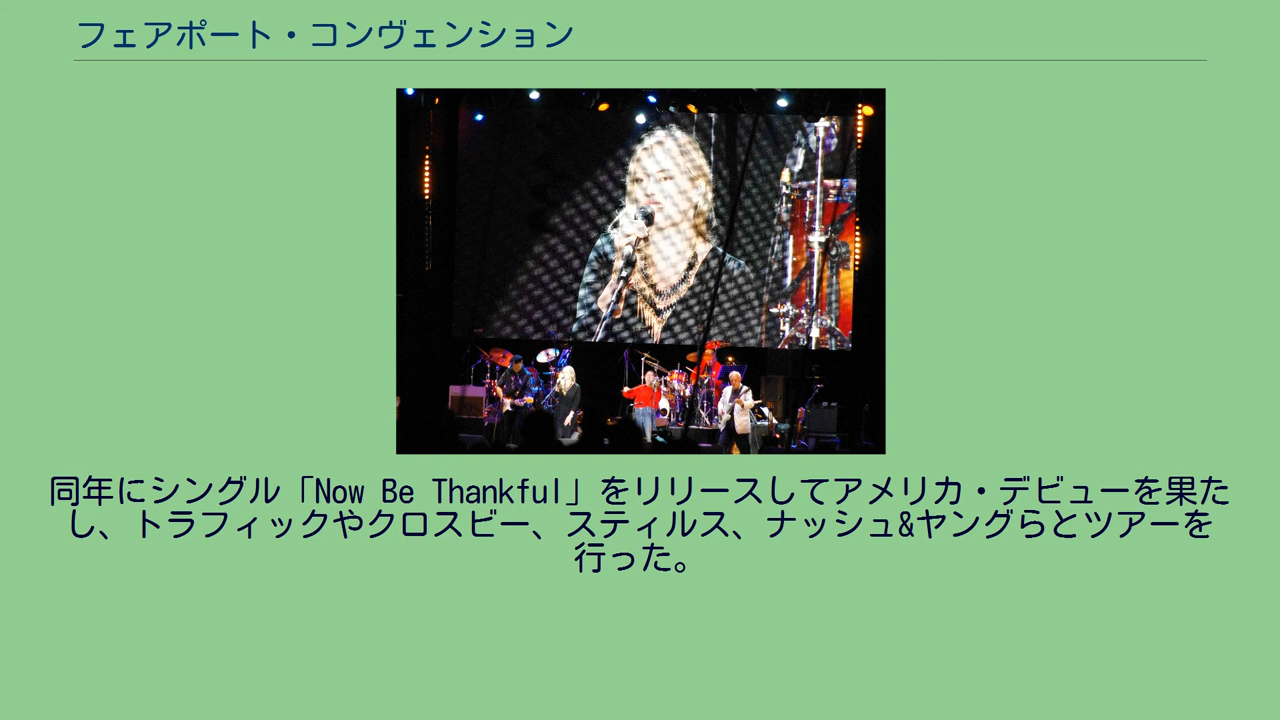 フェアポート・コンヴェンション
同年にシングル「Now Be Thankful」をリリースしてアメリカ・デビューを果た
し、トラフィックやクロスビー、スティルス、ナッシュ&ヤングらとツアーを
行った。